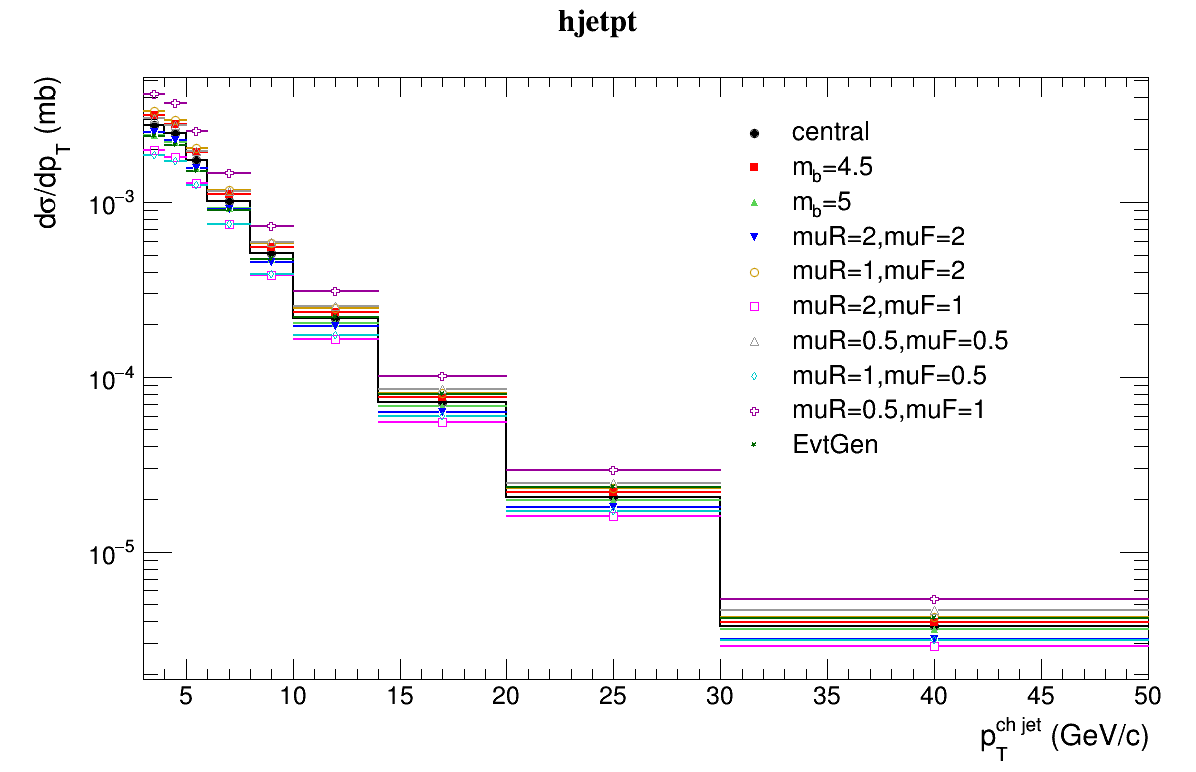 hjetpt
dσ/dp_T (mb)
central
m_b=4.5
m_b=5
muR=2,muF=2
muR=1,muF=2
muR=2,muF=1
muR=0.5,muF=0.5
muR=1,muF=0.5
muR=0.5,muF=1
EvtGen
10^−3
10^−4
10^−5
5 10 15 20 25 30 35 40 45 50
p_T^ch jet (GeV/c)